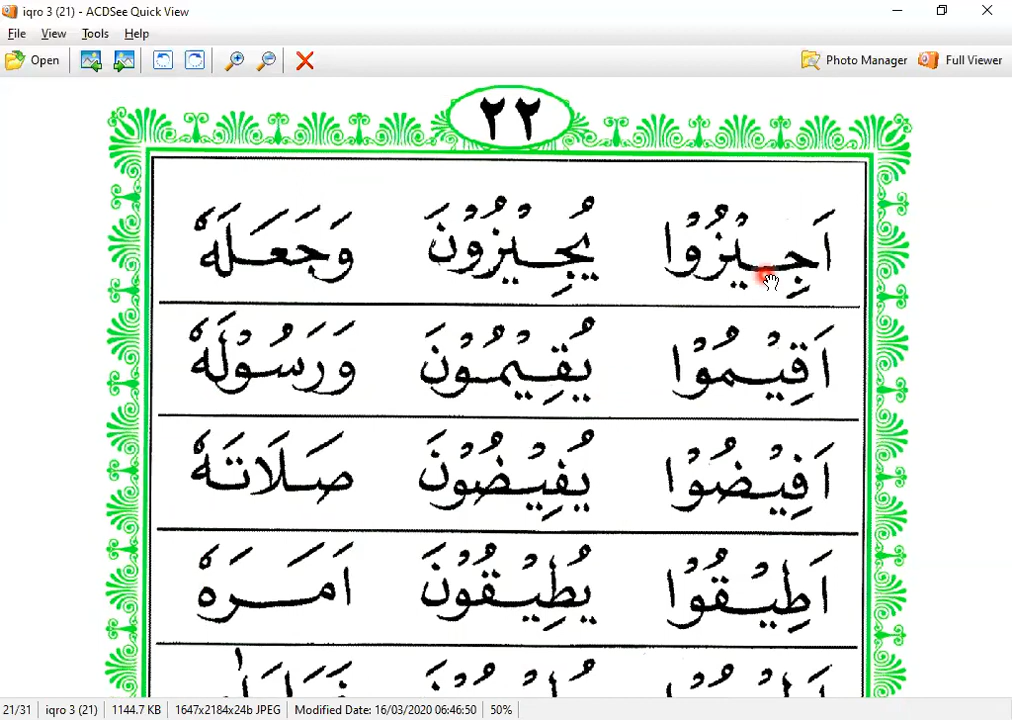 iqro 3 (21) - ACDSee Quick View
File View Tools Help
Open Photo Manager Full Viewer
٢٢
اَجِيْزُوْا يُجِيْزُوْنَ وَجَعَلَهٗ
اَقِيْمُوْا يُقِيْمُوْنَ وَرَسُوْلَهٗ
اَفِيْضُوْا يُفِيْضُوْنَ صَلَاتَهٗ
اَطِيْقُوْا يُطِيْقُوْنَ اَمَرَهٗ
21/31 iqro 3 (21) 1144.7 KB 1647x2184x24b JPEG Modified Date: 16/03/2020 06:46:50 50%